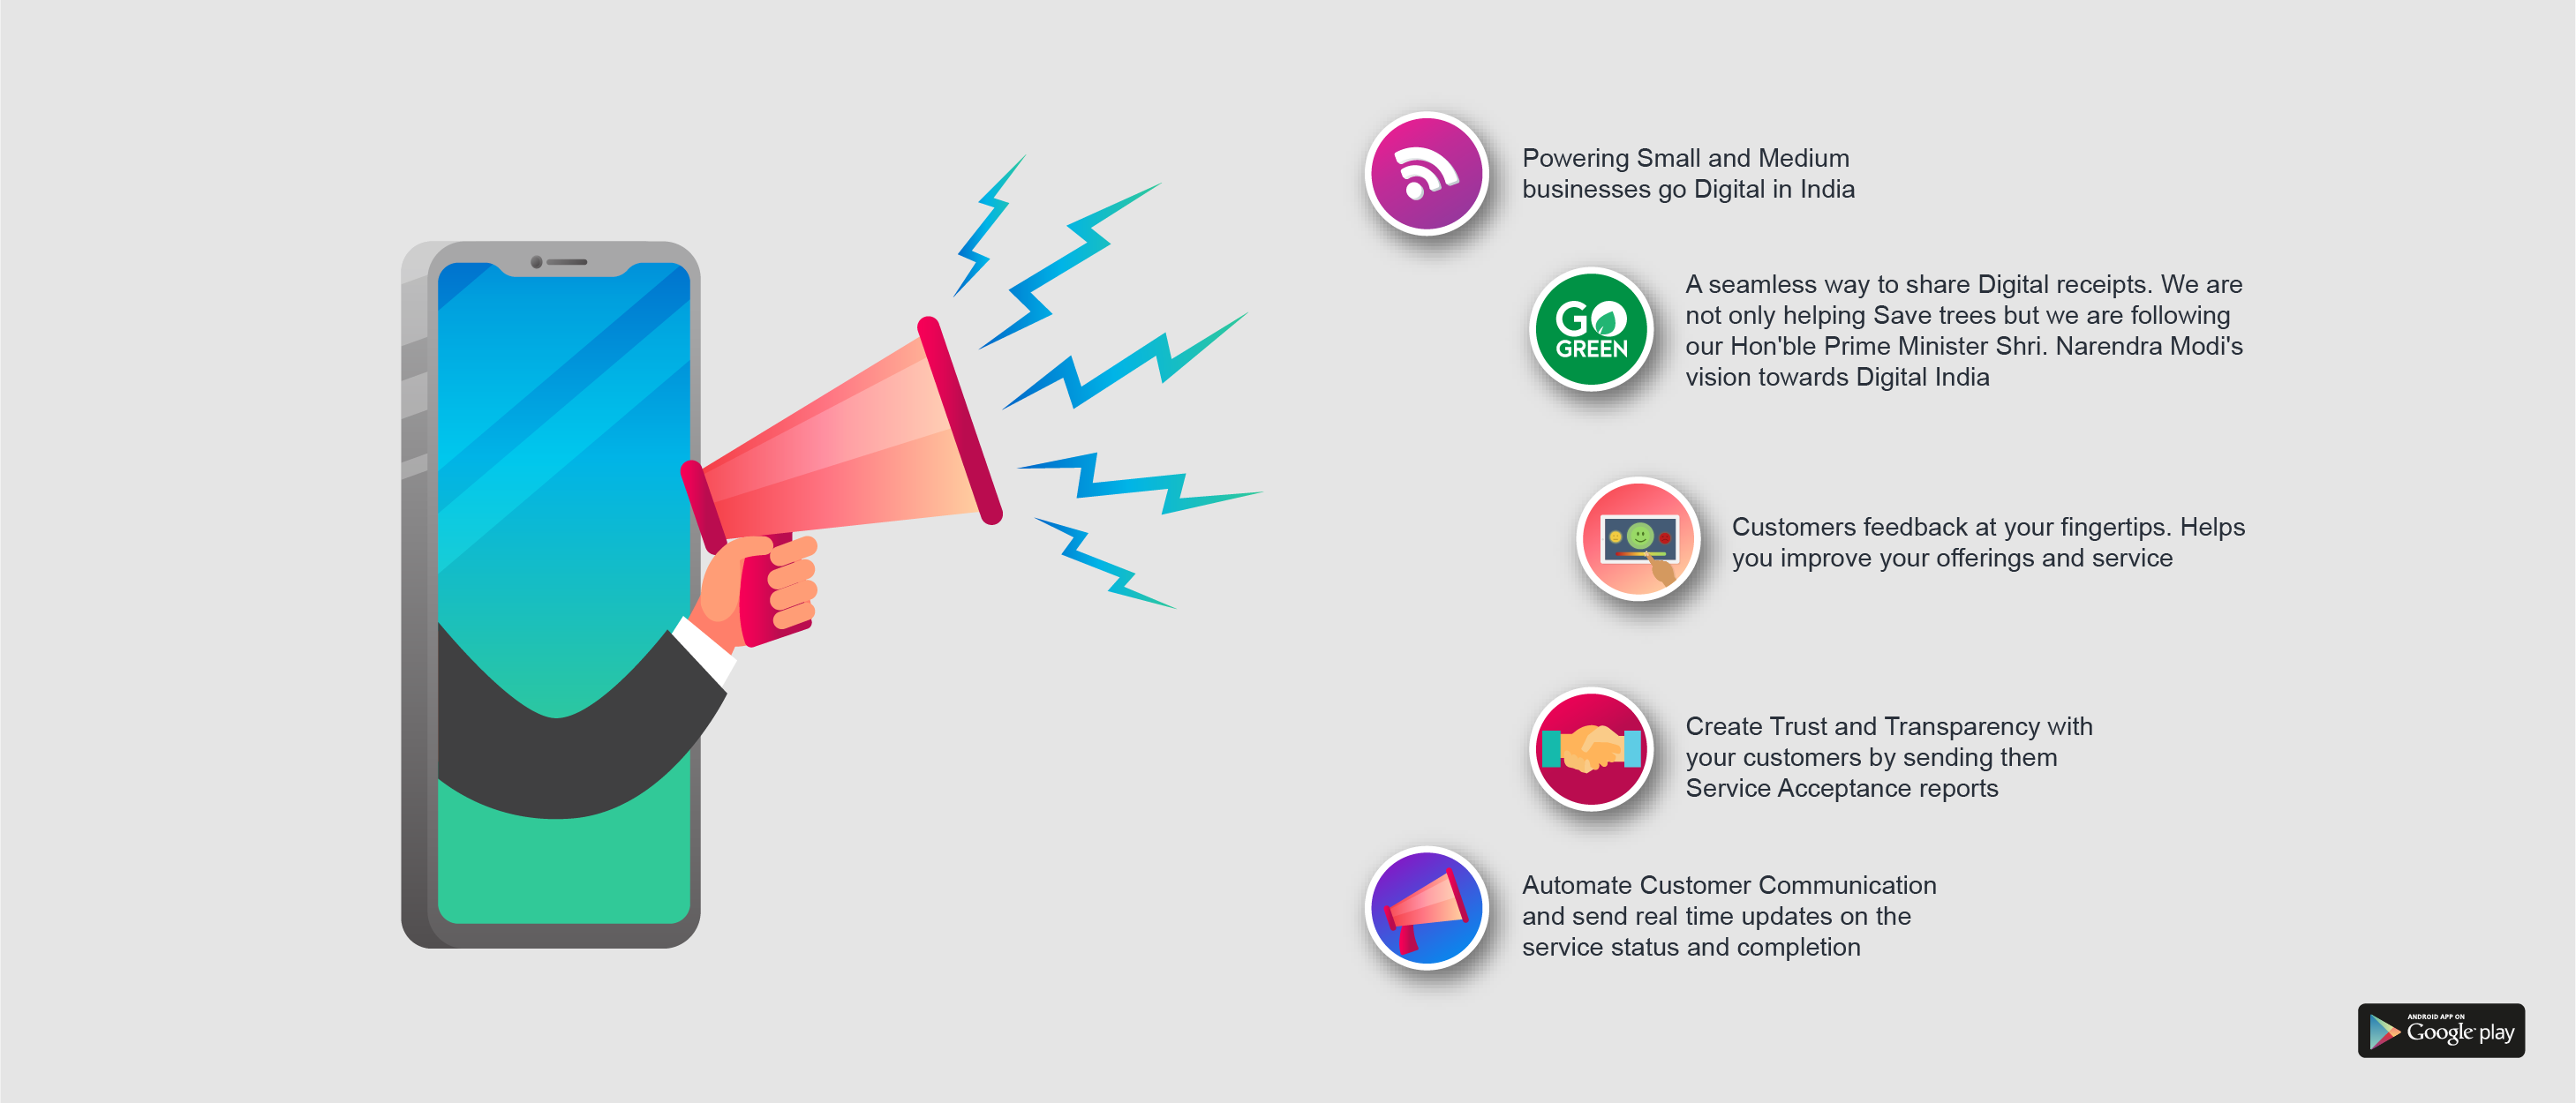 Powering Small and Medium
businesses go Digital in India
GO
GREEN
A seamless way to share Digital receipts. We are
not only helping Save trees but we are following
our Hon'ble Prime Minister Shri. Narendra Modi's
vision towards Digital India
Customers feedback at your fingertips. Helps
you improve your offerings and service
Create Trust and Transparency with
your customers by sending them
Service Acceptance reports
Automate Customer Communication
and send real time updates on the
service status and completion
ANDROID APP ON
Google play